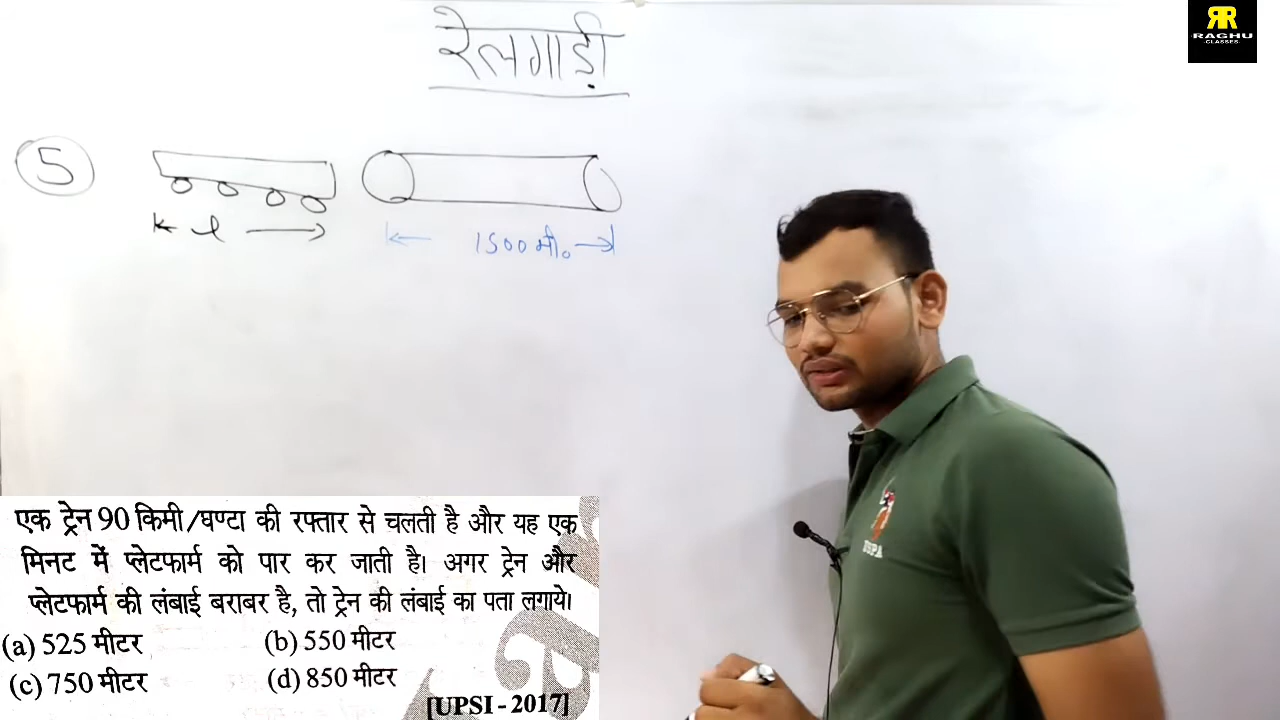 RAGHU
CLASSES
रेलगाड़ी
5
l
1500 मी०
USPA
एक ट्रेन 90 किमी/घण्टा की रफ्तार से चलती है और यह एक
मिनट में प्लेटफार्म को पार कर जाती है। अगर ट्रेन और
प्लेटफार्म की लंबाई बराबर है, तो ट्रेन की लंबाई का पता लगाये।
(a) 525 मीटर (b) 550 मीटर
(c) 750 मीटर (d) 850 मीटर
[UPSI - 2017]